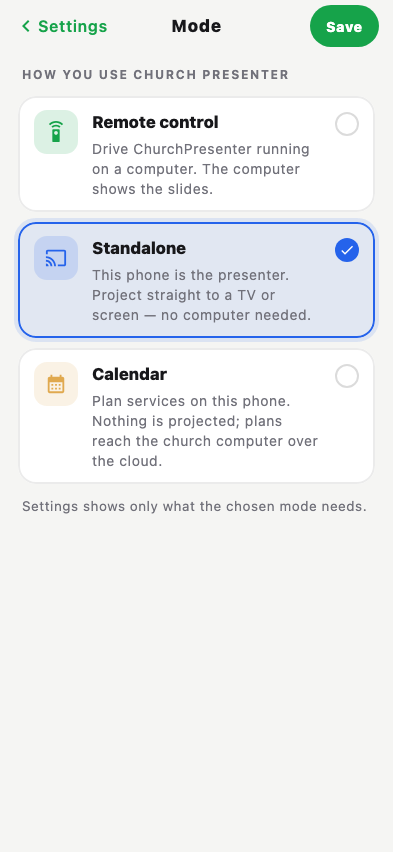 Settings
Mode
Save
HOW YOU USE CHURCH PRESENTER
Remote control
Drive ChurchPresenter running
on a computer. The computer
shows the slides.
Standalone
This phone is the presenter.
Project straight to a TV or
screen — no computer needed.
Calendar
Plan services on this phone.
Nothing is projected; plans
reach the church computer over
the cloud.
Settings shows only what the chosen mode needs.